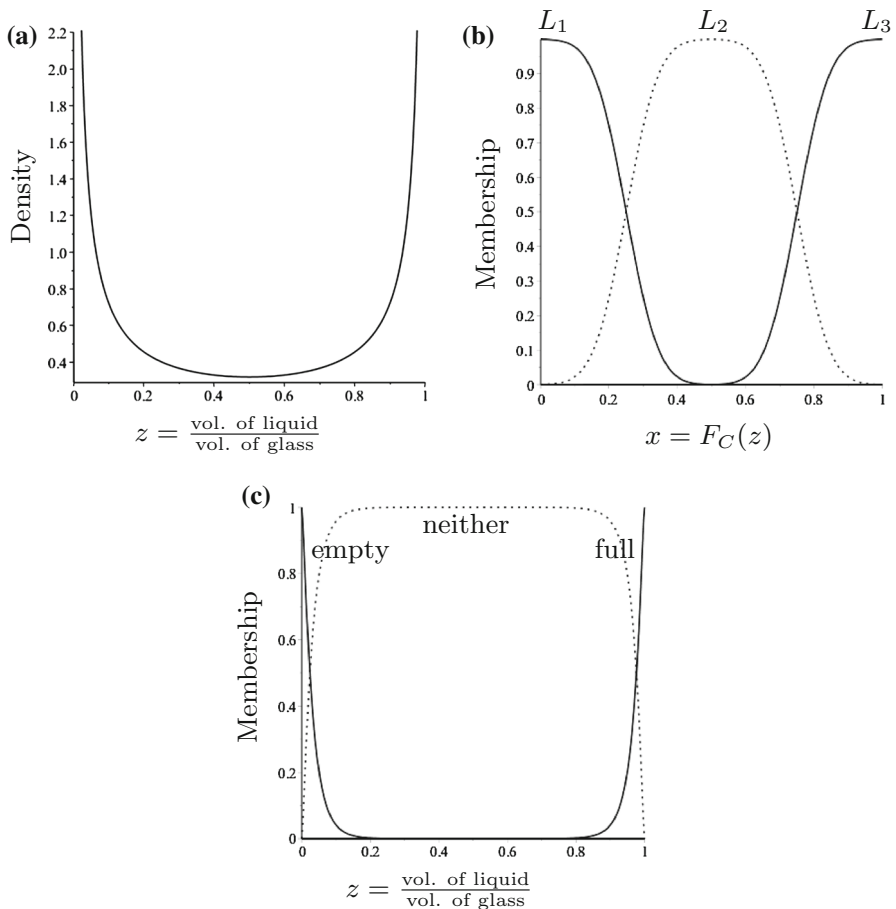 (a)
2.2
2.0
1.8
1.6
1.4
1.2
1.0
0.8
0.6
0.4
Density
0 0.2 0.4 0.6 0.8 1
z = vol. of liquid / vol. of glass
(b)
L₁ L₂ L₃
0.9
0.8
0.7
0.6
0.5
0.4
0.3
0.2
0.1
0
Membership
0 0.2 0.4 0.6 0.8 1
x = F_C(z)
(c)
1
0.8
0.6
0.4
0.2
0
Membership
neither
empty full
0 0.2 0.4 0.6 0.8 1
z = vol. of liquid / vol. of glass